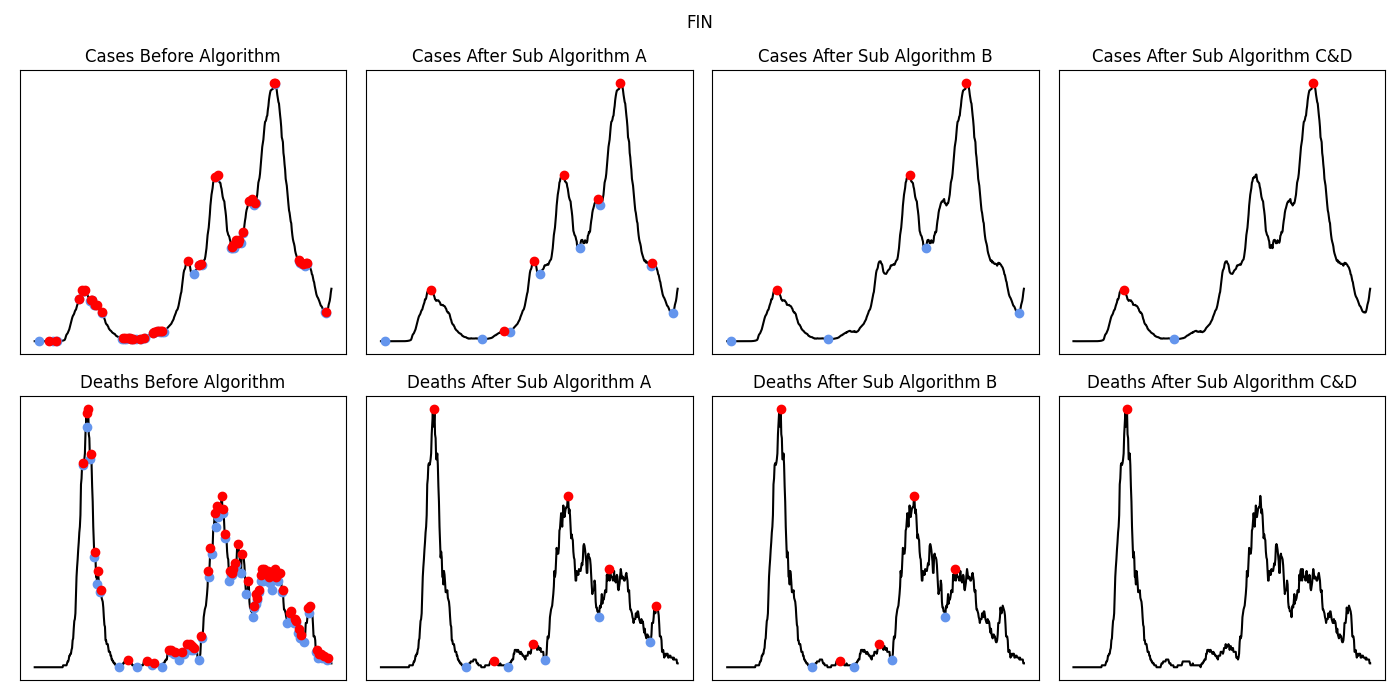 FIN
Cases Before Algorithm
Cases After Sub Algorithm A
Cases After Sub Algorithm B
Cases After Sub Algorithm C&D
Deaths Before Algorithm
Deaths After Sub Algorithm A
Deaths After Sub Algorithm B
Deaths After Sub Algorithm C&D